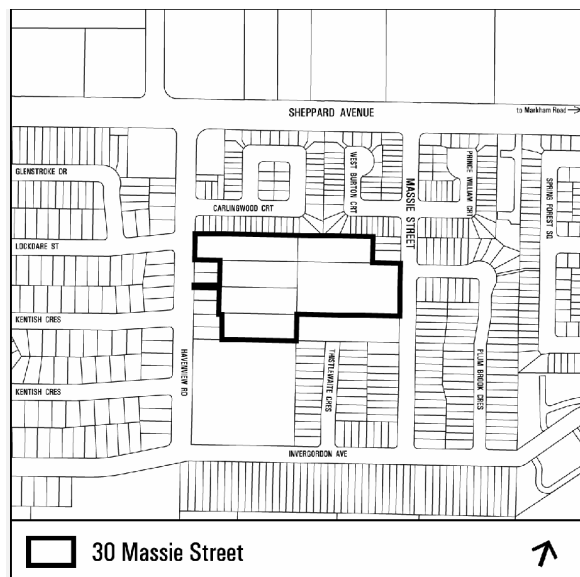 SHEPPARD AVENUE
to Markham Road
GLENSTROKE DR
WEST BURTON CRT
MASSIE STREET
PRINCE WILLIAM CRT
SPRING FOREST SQ
CARLINGWOOD CRT
LOCKDARE ST
KENTISH CRES
HAVENVIEW RD
THISTLEWAITE CRES
PLUM BROOK CRES
KENTISH CRES
INVERGORDON AVE
30 Massie Street